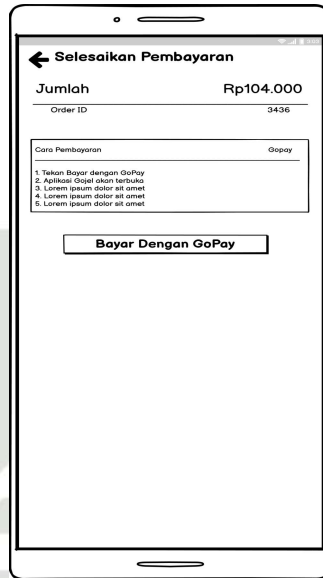 Selesaikan Pembayaran
Jumlah Rp104.000
Order ID 3436
Cara Pembayaran Gopay
1. Tekan Bayar dengan GoPay
2. Aplikasi Gojel akan terbuka
3. Lorem ipsum dolor sit amet
4. Lorem ipsum dolor sit amet
5. Lorem ipsum dolor sit amet
Bayar Dengan GoPay